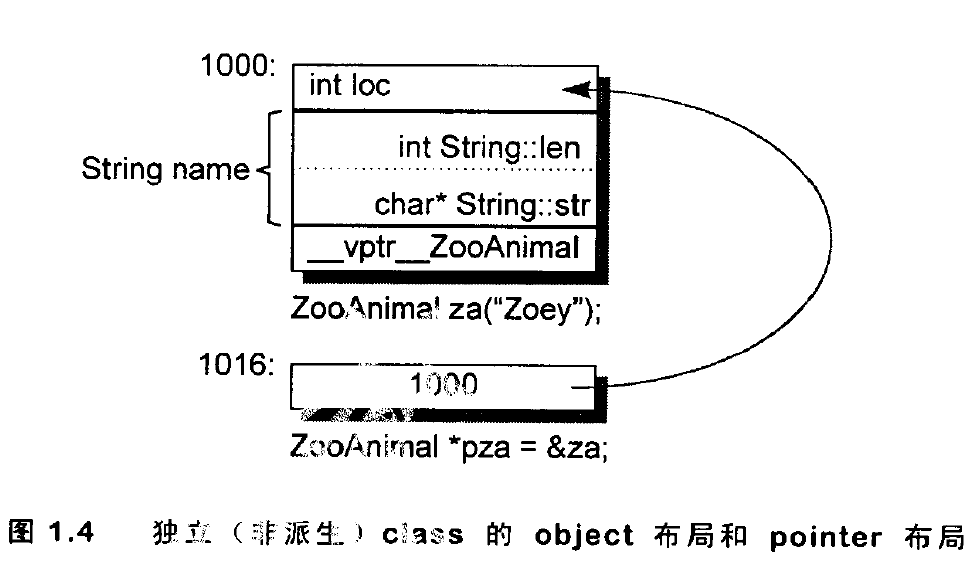 1000:
int loc
int String::len
String name
char* String::str
__vptr__ZooAnimal
ZooAnimal za(“Zoey”);
1016:
1000
ZooAnimal *pza = &za;
图 1.4 独立（非派生）class 的 object 布局和 pointer 布局